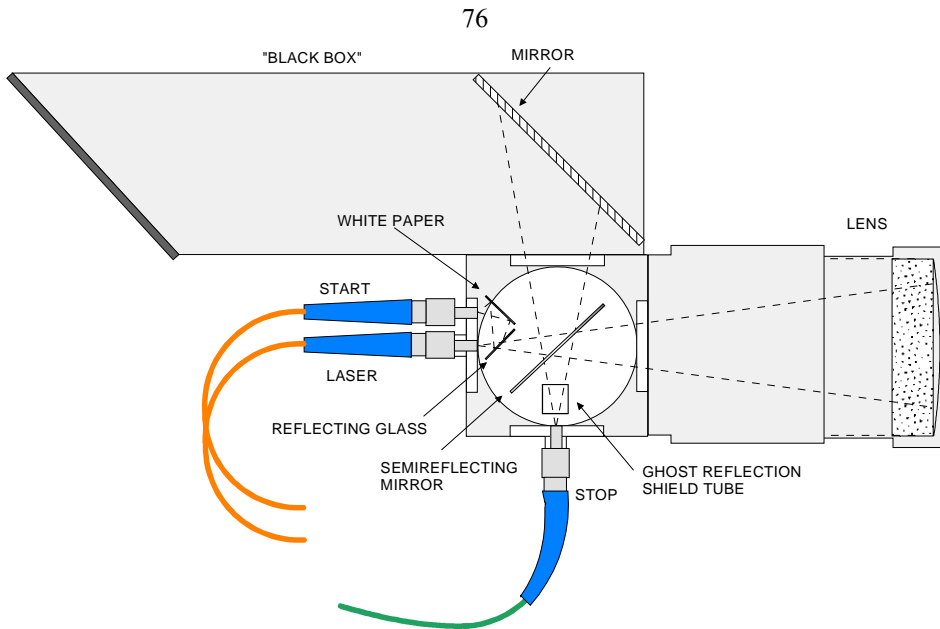 76
"BLACK BOX"
MIRROR
WHITE PAPER
LENS
START
LASER
REFLECTING GLASS
SEMIREFLECTING
MIRROR
GHOST REFLECTION
SHIELD TUBE
STOP